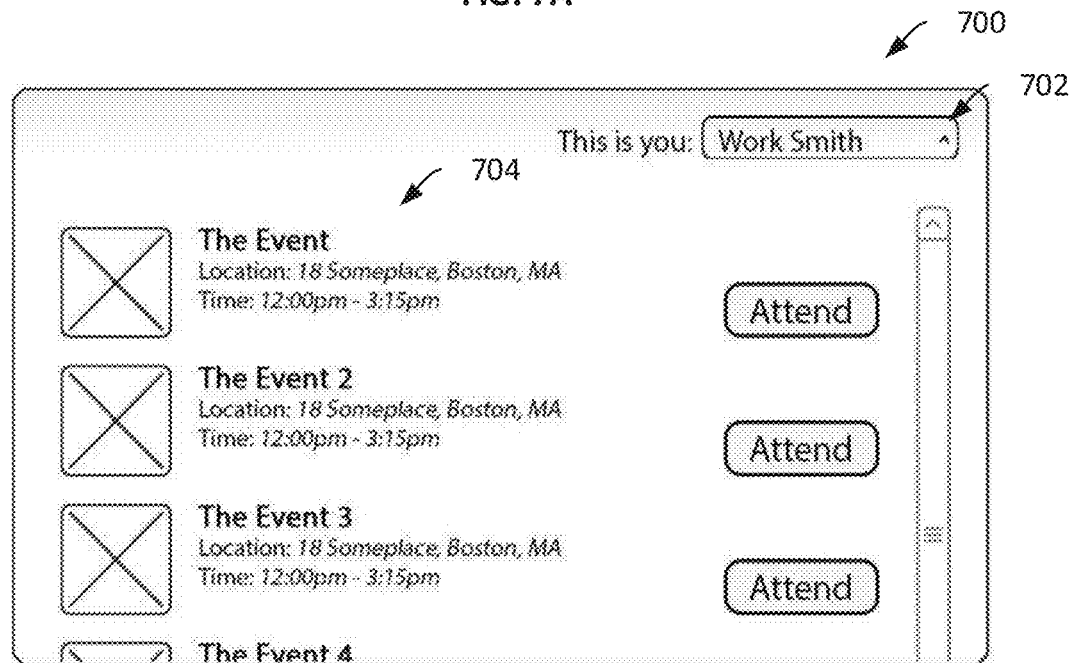 700
702
This is you: Work Smith
704
The Event
Location: 18 Someplace, Boston, MA
Time: 12:00pm - 3:15pm
Attend
The Event 2
Location: 18 Someplace, Boston, MA
Time: 12:00pm - 3:15pm
Attend
The Event 3
Location: 18 Someplace, Boston, MA
Time: 12:00pm - 3:15pm
Attend
The Event 4